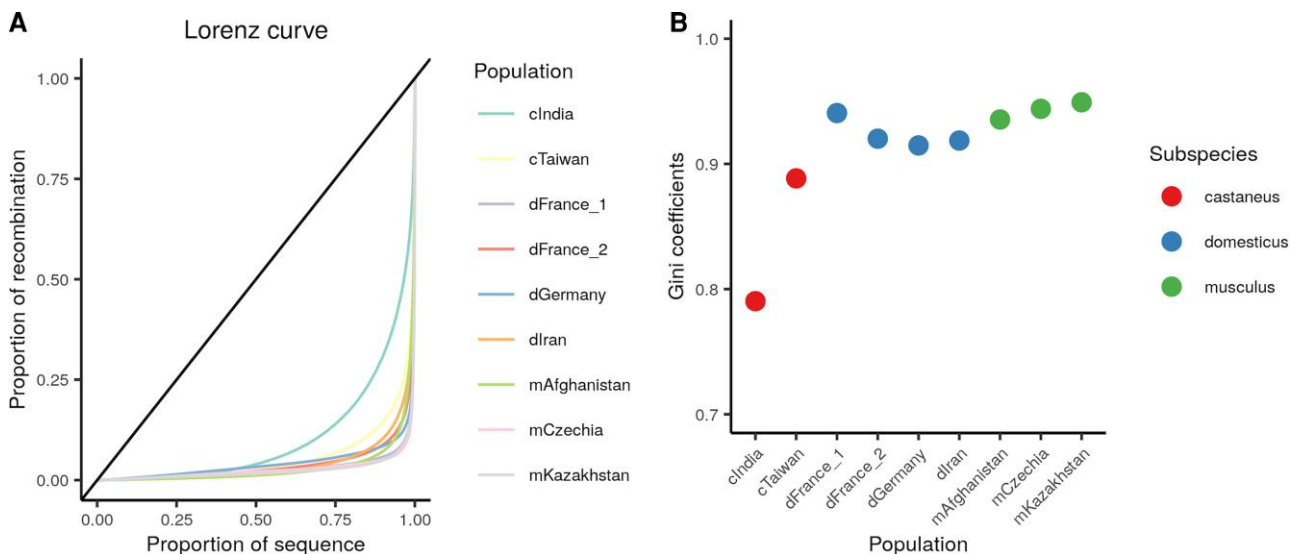 A
Lorenz curve
Proportion of recombination
1.00
0.75
0.50
0.25
0.00
0.00 0.25 0.50 0.75 1.00
Proportion of sequence
Population
cIndia
cTaiwan
dFrance_1
dFrance_2
dGermany
dIran
mAfghanistan
mCzechia
mKazakhstan
B
Gini coefficients
1.0
0.9
0.8
0.7
cIndia
cTaiwan
dFrance_1
dFrance_2
dGermany
dIran
mAfghanistan
mCzechia
mKazakhstan
Population
Subspecies
castaneus
domesticus
musculus